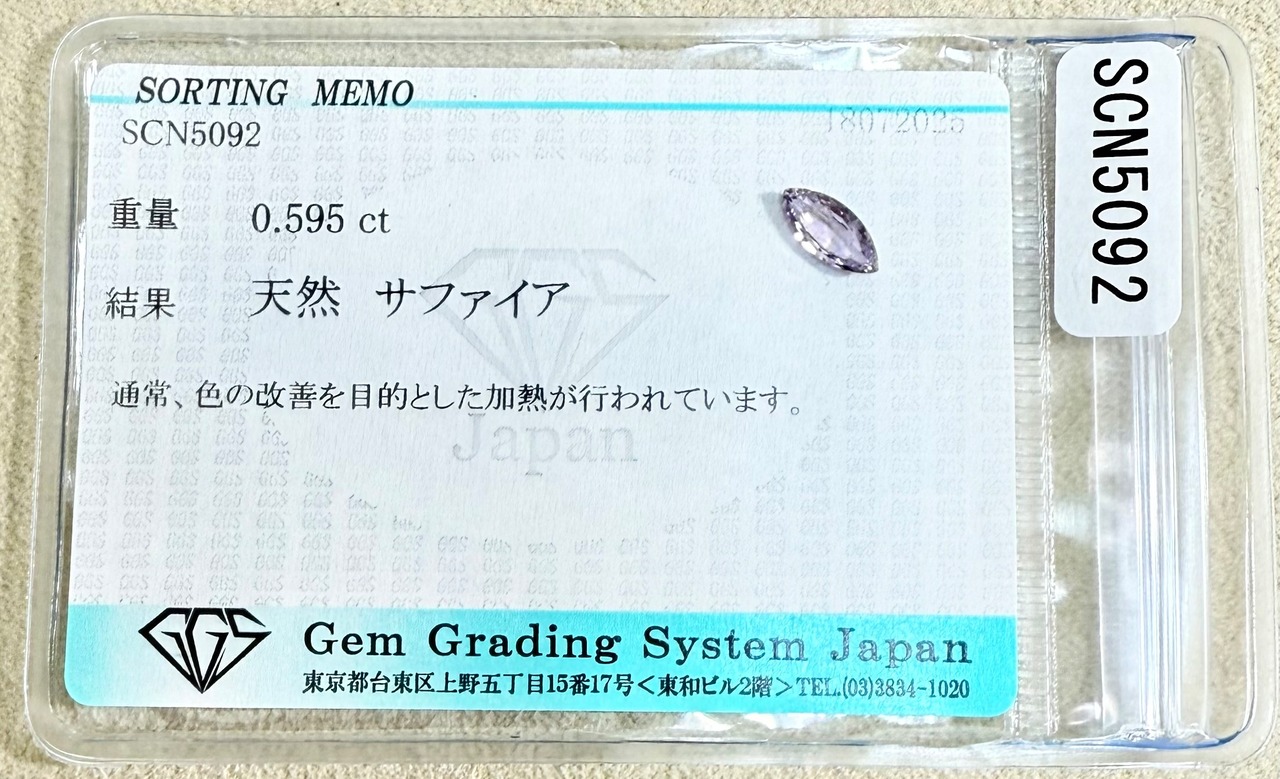 SORTING MEMO
SCN5092
18072025
重量 0.595 ct
結果 天然 サファイア
通常、色の改善を目的とした加熱が行われています。
Japan
GGS
Gem Grading System Japan
東京都台東区上野五丁目15番17号＜東和ビル2階＞TEL.(03)3834-1020
SCN5092